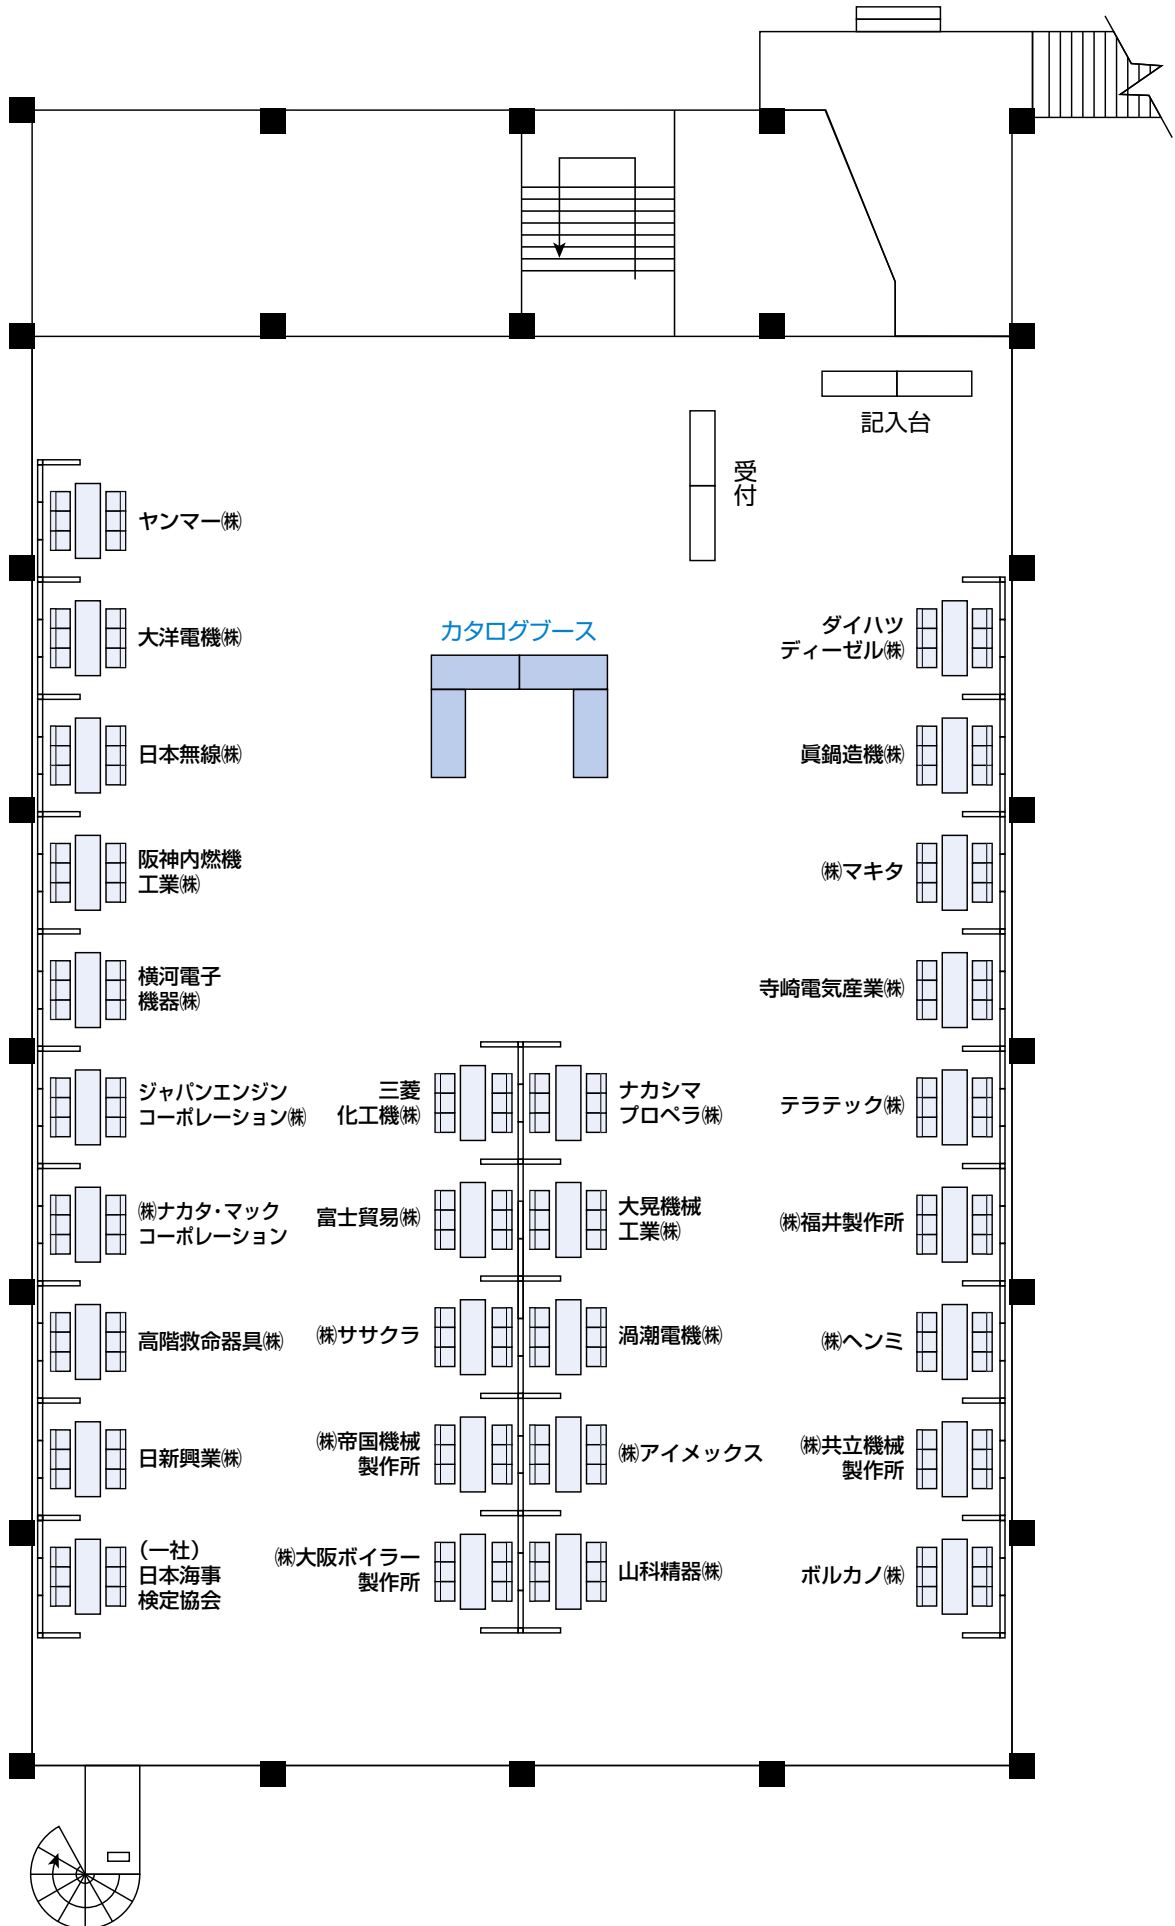 記入台
受付
ヤンマー㈱
大洋電機㈱
日本無線㈱
阪神内燃機
工業㈱
横河電子
機器㈱
ジャパンエンジン
コーポレーション㈱
㈱ナカタ・マック
コーポレーション
高階救命器具㈱
日新興業㈱
（一社）
日本海事
検定協会
カタログブース
三菱
化工機㈱
富士貿易㈱
㈱ササクラ
㈱帝国機械
製作所
㈱大阪ボイラー
製作所
ナカシマ
プロペラ㈱
大晃機械
工業㈱
渦潮電機㈱
㈱アイメックス
山科精器㈱
ダイハツ
ディーゼル㈱
眞鍋造機㈱
㈱マキタ
寺崎電気産業㈱
テラテック㈱
㈱福井製作所
㈱ヘンミ
㈱共立機械
製作所
ボルカノ㈱